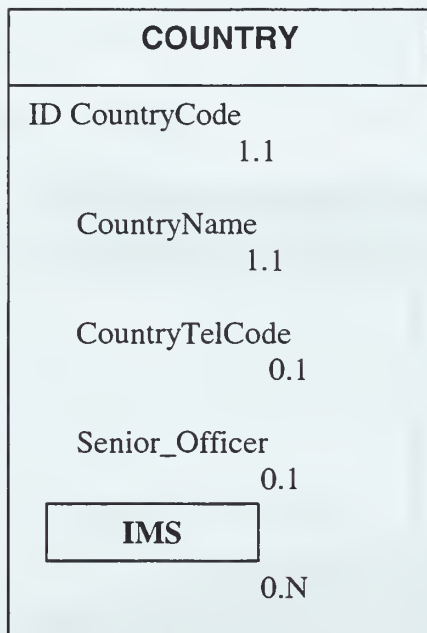 COUNTRY
ID CountryCode
1.1
CountryName
1.1
CountryTelCode
0.1
Senior_Officer
0.1
IMS
0.N